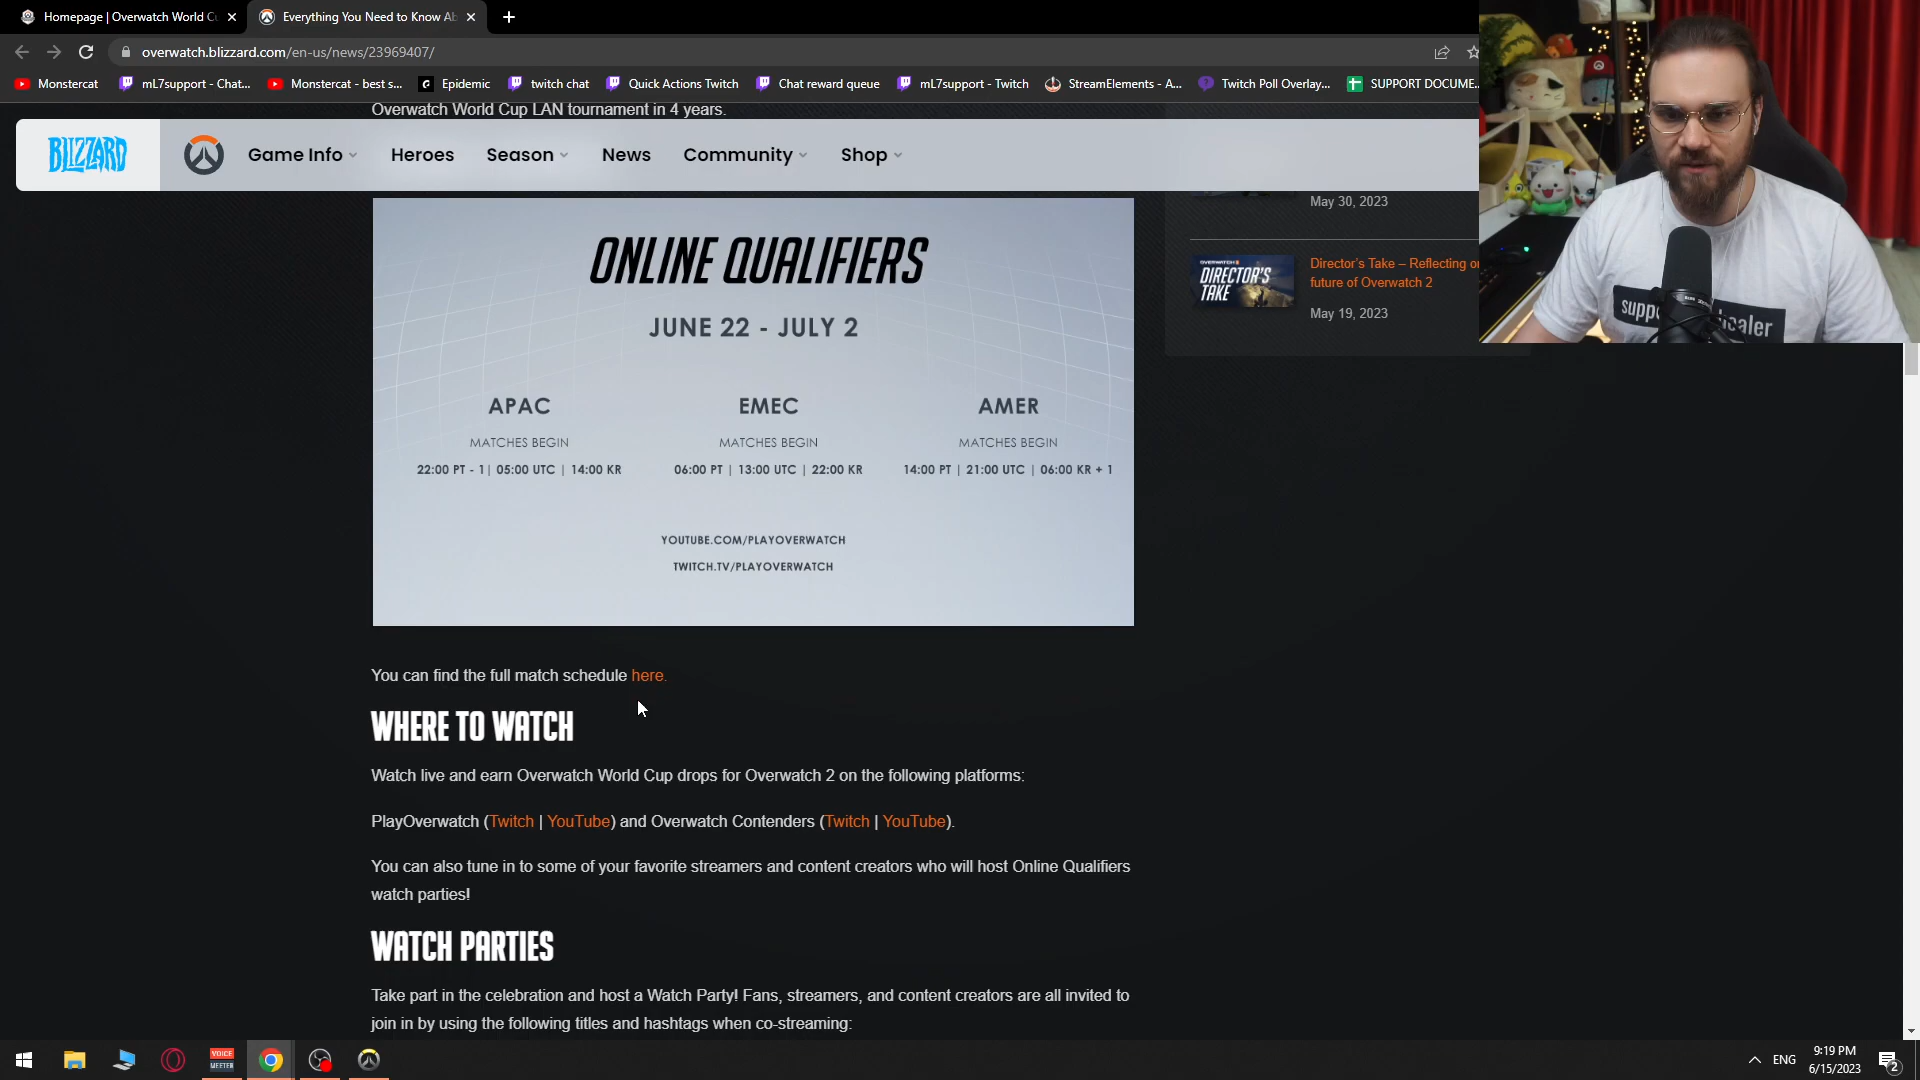 Homepage | Overwatch World Cu
Everything You Need to Know Ab
overwatch.blizzard.com/en-us/news/23969407/
Monstercat
mL7support - Chat...
Monstercat - best s...
Epidemic
twitch chat
Quick Actions Twitch
Chat reward queue
mL7support - Twitch
StreamElements - A...
Twitch Poll Overlay...
SUPPORT DOCUME...
Overwatch World Cup LAN tournament in 4 years.
BLIZZARD
Game Info
Heroes
Season
News
Community
Shop
May 30, 2023
OVERWATCH 2
DIRECTOR'S
TAKE
Director's Take – Reflecting on
future of Overwatch 2
May 19, 2023
ONLINE QUALIFIERS
JUNE 22 - JULY 2
APAC
MATCHES BEGIN
22:00 PT - 1 | 05:00 UTC | 14:00 KR
EMEC
MATCHES BEGIN
06:00 PT | 13:00 UTC | 22:00 KR
AMER
MATCHES BEGIN
14:00 PT | 21:00 UTC | 06:00 KR + 1
YOUTUBE.COM/PLAYOVERWATCH
TWITCH.TV/PLAYOVERWATCH
You can find the full match schedule here.
WHERE TO WATCH
Watch live and earn Overwatch World Cup drops for Overwatch 2 on the following platforms:
PlayOverwatch (Twitch | YouTube) and Overwatch Contenders (Twitch | YouTube).
You can also tune in to some of your favorite streamers and content creators who will host Online Qualifiers
watch parties!
WATCH PARTIES
Take part in the celebration and host a Watch Party! Fans, streamers, and content creators are all invited to
join in by using the following titles and hashtags when co-streaming:
VOICE
MEETER
ENG
9:19 PM
6/15/2023
2